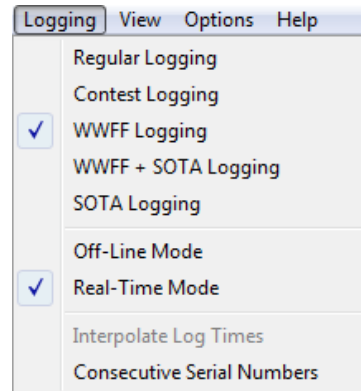 Logging View Options Help
Regular Logging
Contest Logging
WWFF Logging
WWFF + SOTA Logging
SOTA Logging
Off-Line Mode
Real-Time Mode
Interpolate Log Times
Consecutive Serial Numbers